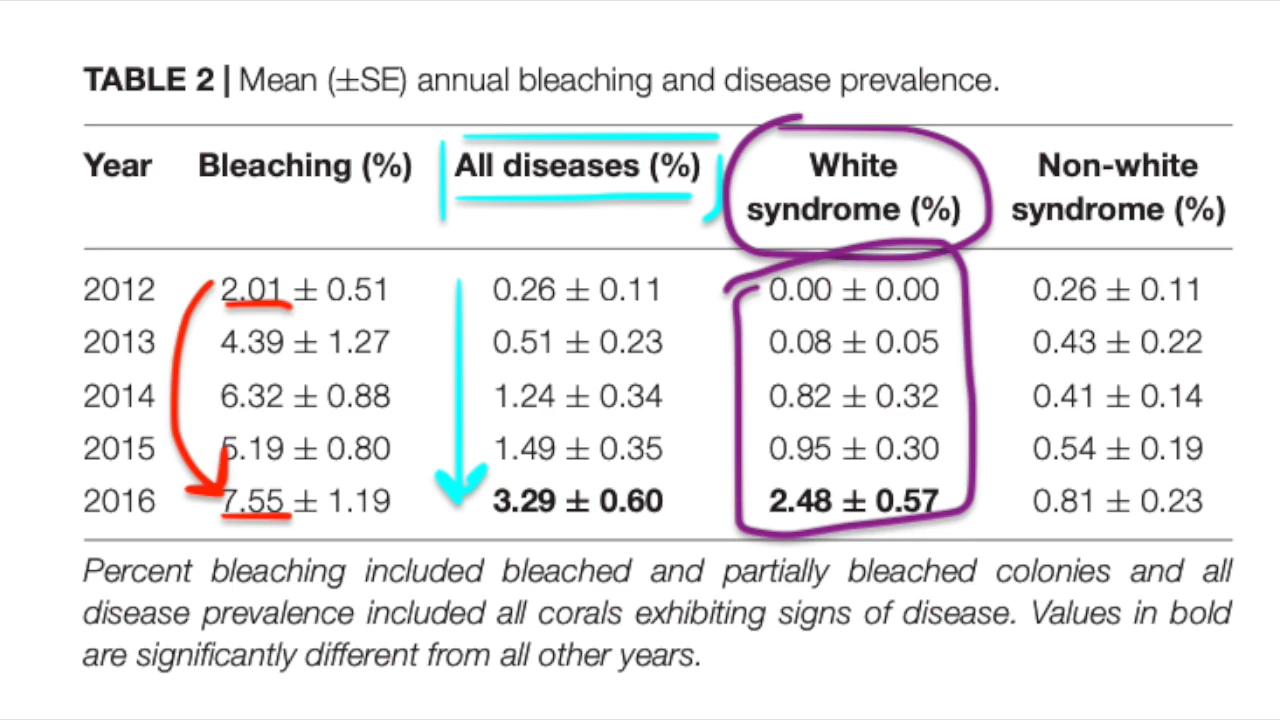 TABLE 2 | Mean (±SE) annual bleaching and disease prevalence.
Year Bleaching (%) All diseases (%) White syndrome (%) Non-white syndrome (%)
2012 2.01 ± 0.51 0.26 ± 0.11 0.00 ± 0.00 0.26 ± 0.11
2013 4.39 ± 1.27 0.51 ± 0.23 0.08 ± 0.05 0.43 ± 0.22
2014 6.32 ± 0.88 1.24 ± 0.34 0.82 ± 0.32 0.41 ± 0.14
2015 5.19 ± 0.80 1.49 ± 0.35 0.95 ± 0.30 0.54 ± 0.19
2016 7.55 ± 1.19 3.29 ± 0.60 2.48 ± 0.57 0.81 ± 0.23
Percent bleaching included bleached and partially bleached colonies and all
disease prevalence included all corals exhibiting signs of disease. Values in bold
are significantly different from all other years.